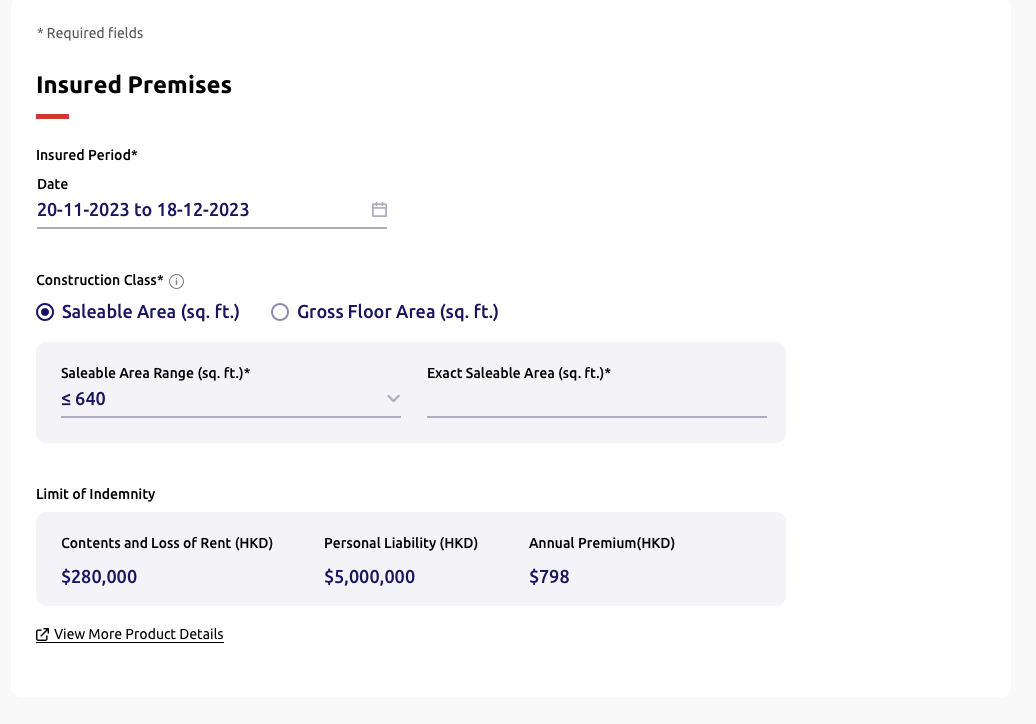 * Required fields
Insured Premises
Insured Period*
Date
20-11-2023 to 18-12-2023
Construction Class*
Saleable Area (sq. ft.) Gross Floor Area (sq. ft.)
Saleable Area Range (sq. ft.)* Exact Saleable Area (sq. ft.)*
≤ 640
Limit of Indemnity
Contents and Loss of Rent (HKD) Personal Liability (HKD) Annual Premium(HKD)
$280,000 $5,000,000 $798
View More Product Details